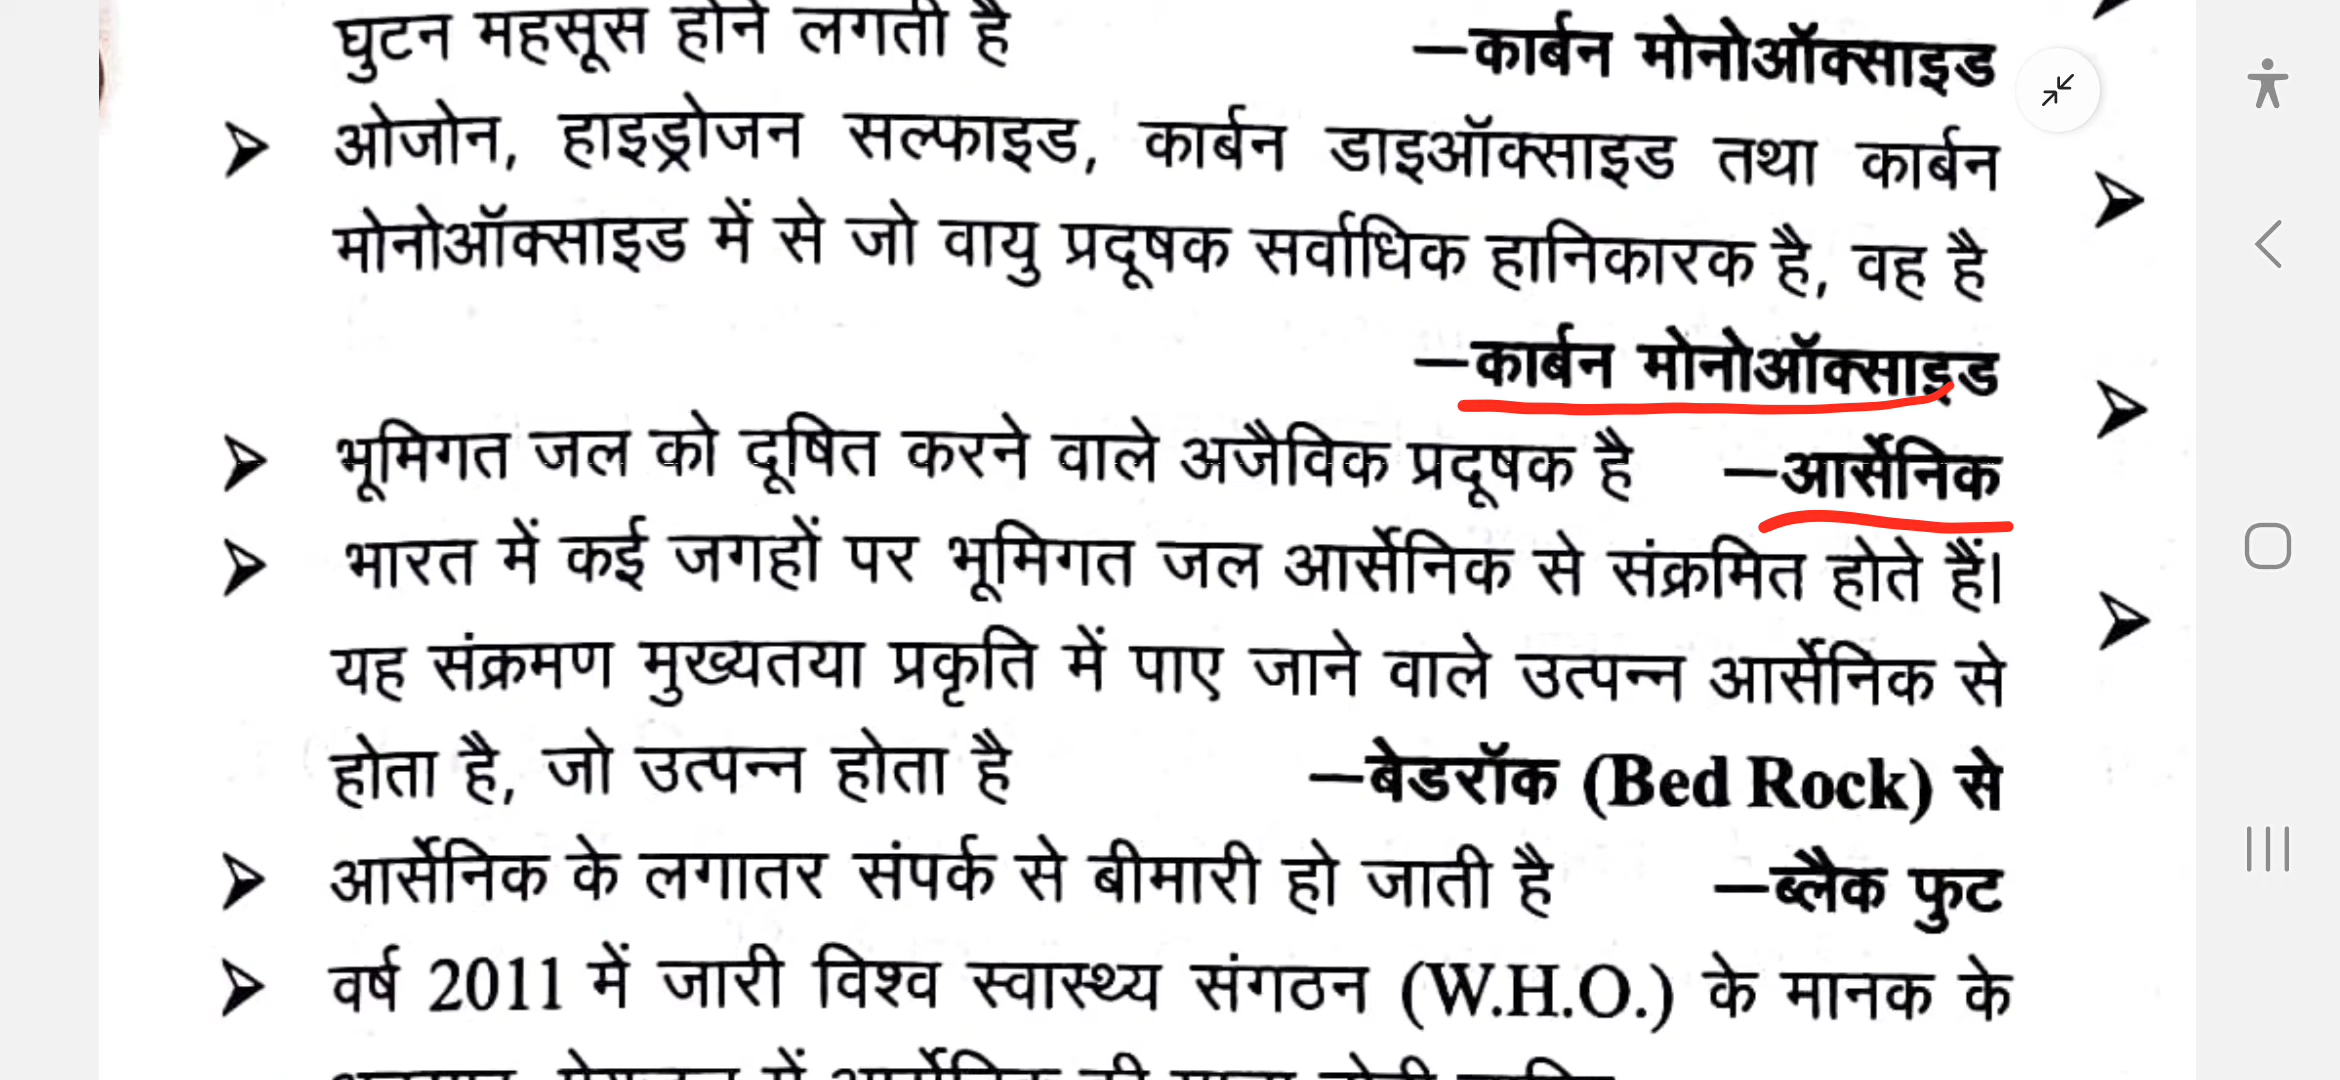 घुटन महसूस होने लगती है —कार्बन मोनोऑक्साइड
➤ ओजोन, हाइड्रोजन सल्फाइड, कार्बन डाइऑक्साइड तथा कार्बन
मोनोऑक्साइड में से जो वायु प्रदूषक सर्वाधिक हानिकारक है, वह है
—कार्बन मोनोऑक्साइड
➤ भूमिगत जल को दूषित करने वाले अजैविक प्रदूषक है —आर्सेनिक
➤ भारत में कई जगहों पर भूमिगत जल आर्सेनिक से संक्रमित होते हैं।
यह संक्रमण मुख्यतया प्रकृति में पाए जाने वाले उत्पन्न आर्सेनिक से
होता है, जो उत्पन्न होता है —बेडरॉक (Bed Rock) से
➤ आर्सेनिक के लगातर संपर्क से बीमारी हो जाती है —ब्लैक फुट
➤ वर्ष 2011 में जारी विश्व स्वास्थ्य संगठन (W.H.O.) के मानक के